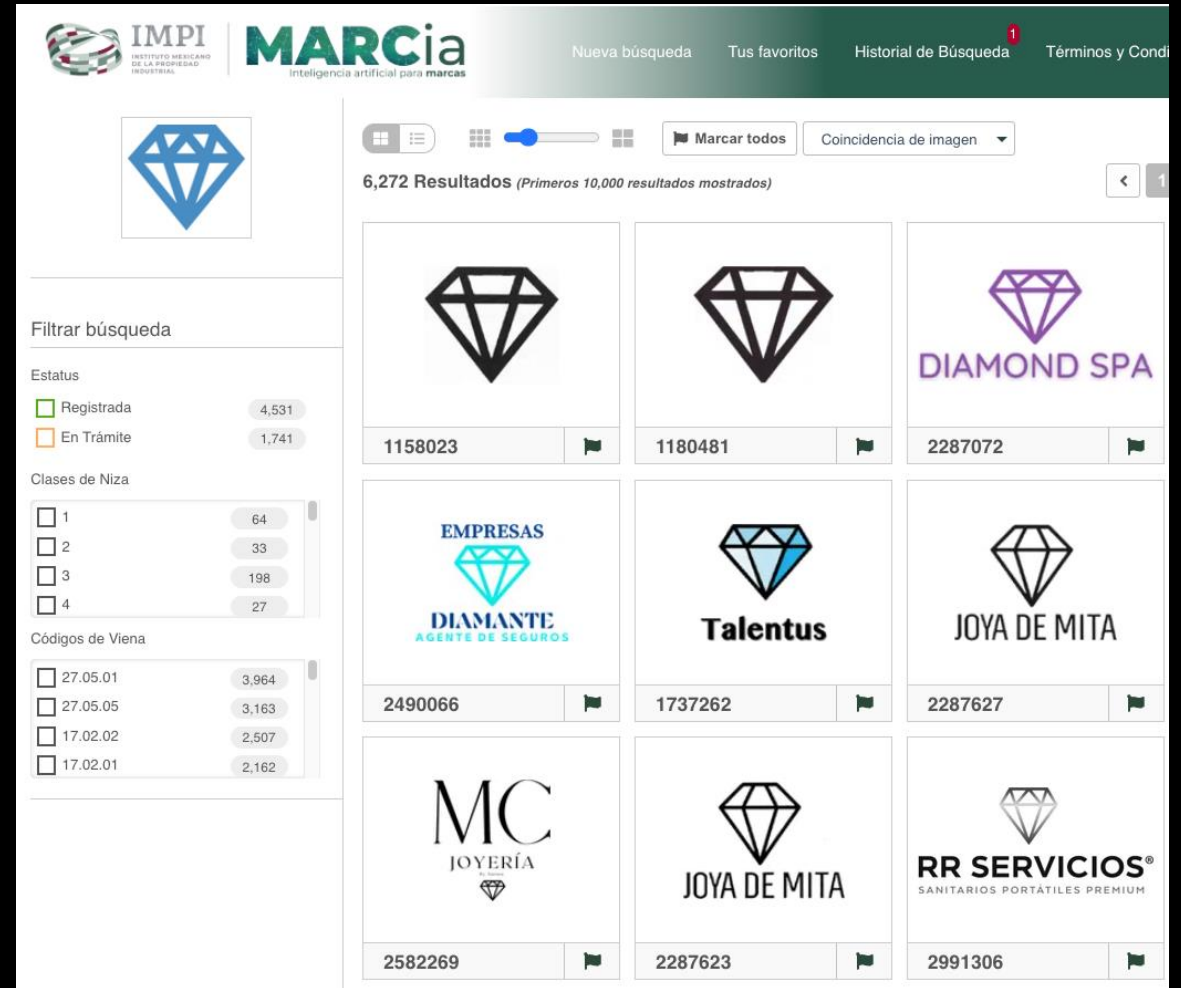 IMPI
INSTITUTO MEXICANO
DE LA PROPIEDAD
INDUSTRIAL
MARCia
Inteligencia artificial para marcas
Nueva búsqueda
Tus favoritos
Historial de Búsqueda
1
Términos y Condi
Marcar todos
Coincidencia de imagen
6,272 Resultados (Primeros 10,000 resultados mostrados)
1
Filtrar búsqueda
Estatus
Registrada 4,531
En Trámite 1,741
Clases de Niza
1 64
2 33
3 198
4 27
Códigos de Viena
27.05.01 3,964
27.05.05 3,163
17.02.02 2,507
17.02.01 2,162
1158023
1180481
DIAMOND SPA
2287072
EMPRESAS
DIAMANTE
AGENTE DE SEGUROS
2490066
Talentus
1737262
JOYA DE MITA
2287627
MC
JOYERÍA
2582269
JOYA DE MITA
2287623
RR SERVICIOS®
SANITARIOS PORTÁTILES PREMIUM
2991306